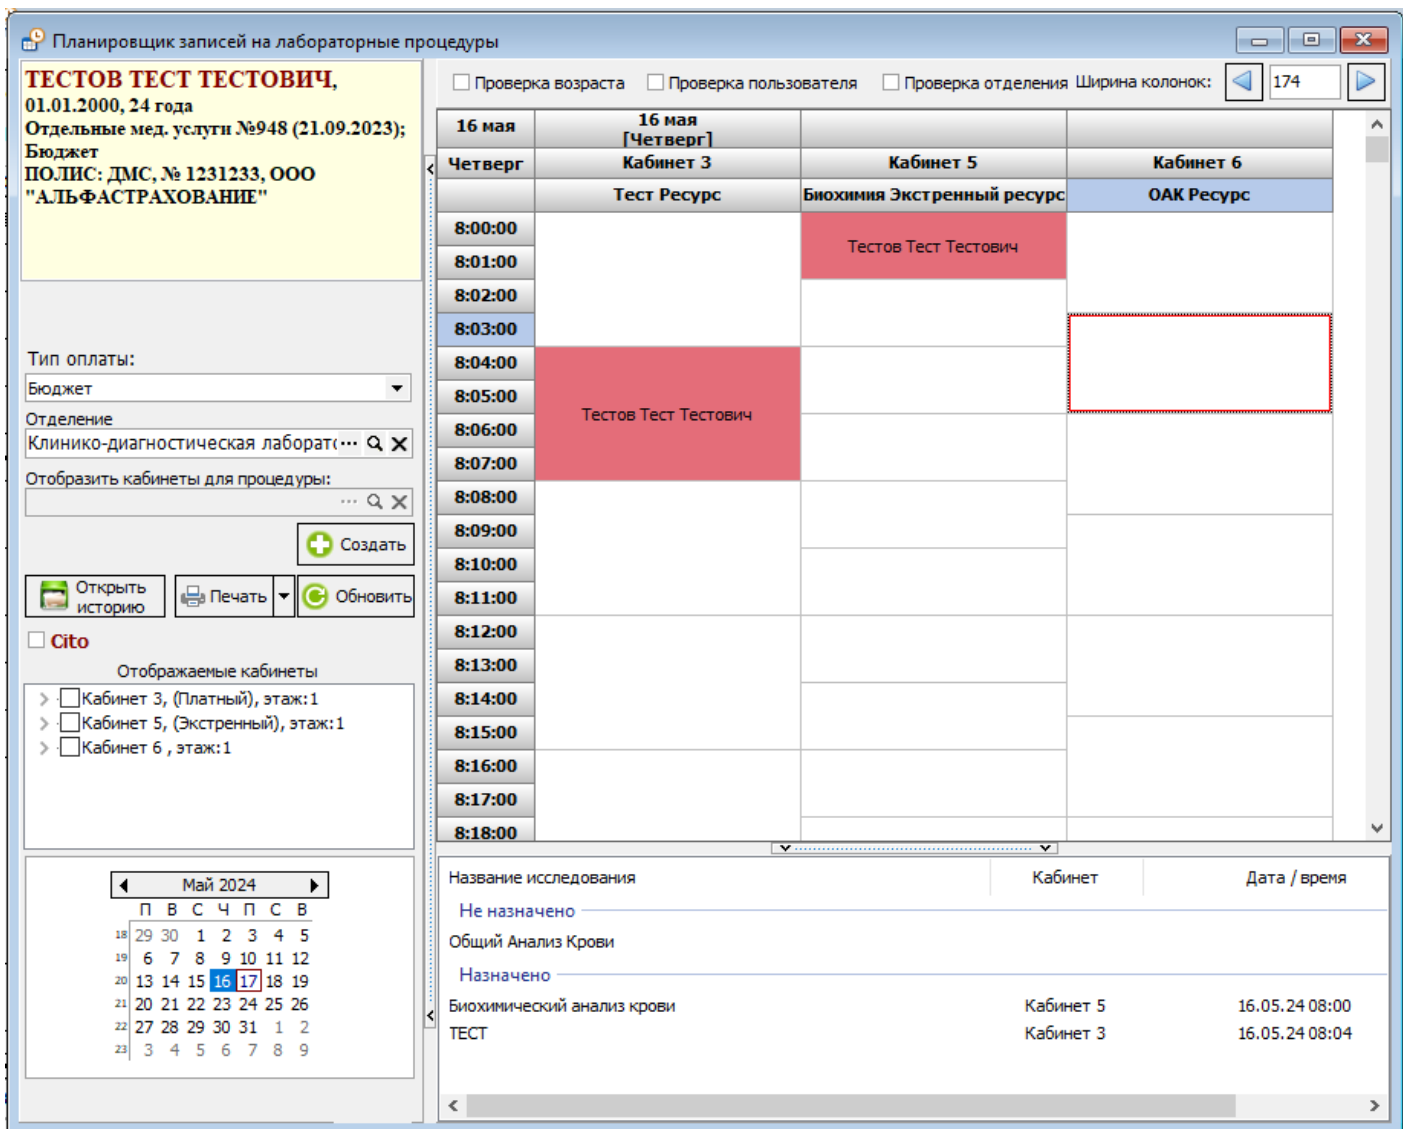 Планировщик записей на лабораторные процедуры
ТЕСТОВ ТЕСТ ТЕСТОВИЧ,
01.01.2000, 24 года
Отдельные мед. услуги №948 (21.09.2023);
Бюджет
ПОЛИС: ДМС, № 1231233, ООО
"АЛЬФАСТРАХОВАНИЕ"
Тип оплаты:
Бюджет
Отделение
Клинико-диагностическая лаборат
Отобразить кабинеты для процедуры:
Создать
Открыть
историю
Печать
Обновить
Cito
Отображаемые кабинеты
Кабинет 3, (Платный), этаж:1
Кабинет 5, (Экстренный), этаж:1
Кабинет 6 , этаж:1
Май 2024
П В С Ч П С В
18 29 30 1 2 3 4 5
19 6 7 8 9 10 11 12
20 13 14 15 16 17 18 19
21 20 21 22 23 24 25 26
22 27 28 29 30 31 1 2
23 3 4 5 6 7 8 9
Проверка возраста Проверка пользователя Проверка отделения Ширина колонок: 174
16 мая 16 мая
[Четверг]
Четверг Кабинет 3 Кабинет 5 Кабинет 6
Тест Ресурс Биохимия Экстренный ресурс ОАК Ресурс
8:00:00
Тестов Тест Тестович
8:01:00
8:02:00
8:03:00
8:04:00
8:05:00
Тестов Тест Тестович
8:06:00
8:07:00
8:08:00
8:09:00
8:10:00
8:11:00
8:12:00
8:13:00
8:14:00
8:15:00
8:16:00
8:17:00
8:18:00
Название исследования Кабинет Дата / время
Не назначено
Общий Анализ Крови
Назначено
Биохимический анализ крови Кабинет 5 16.05.24 08:00
ТЕСТ Кабинет 3 16.05.24 08:04